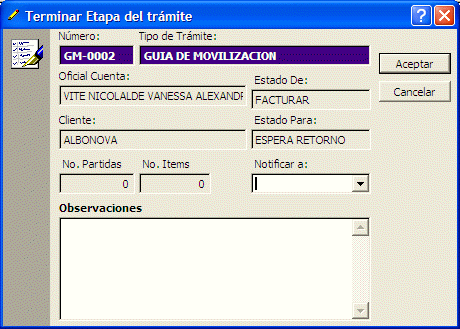 Terminar Etapa del trámite
Número: Tipo de Trámite:
GM-0002 GUIA DE MOVILIZACION
Aceptar
Oficial Cuenta: Estado De:
VITE NICOLALDE VANESSA ALEXANDR FACTURAR
Cancelar
Cliente: Estado Para:
ALBONOVA ESPERA RETORNO
No. Partidas No. Items Notificar a:
0 0
Observaciones